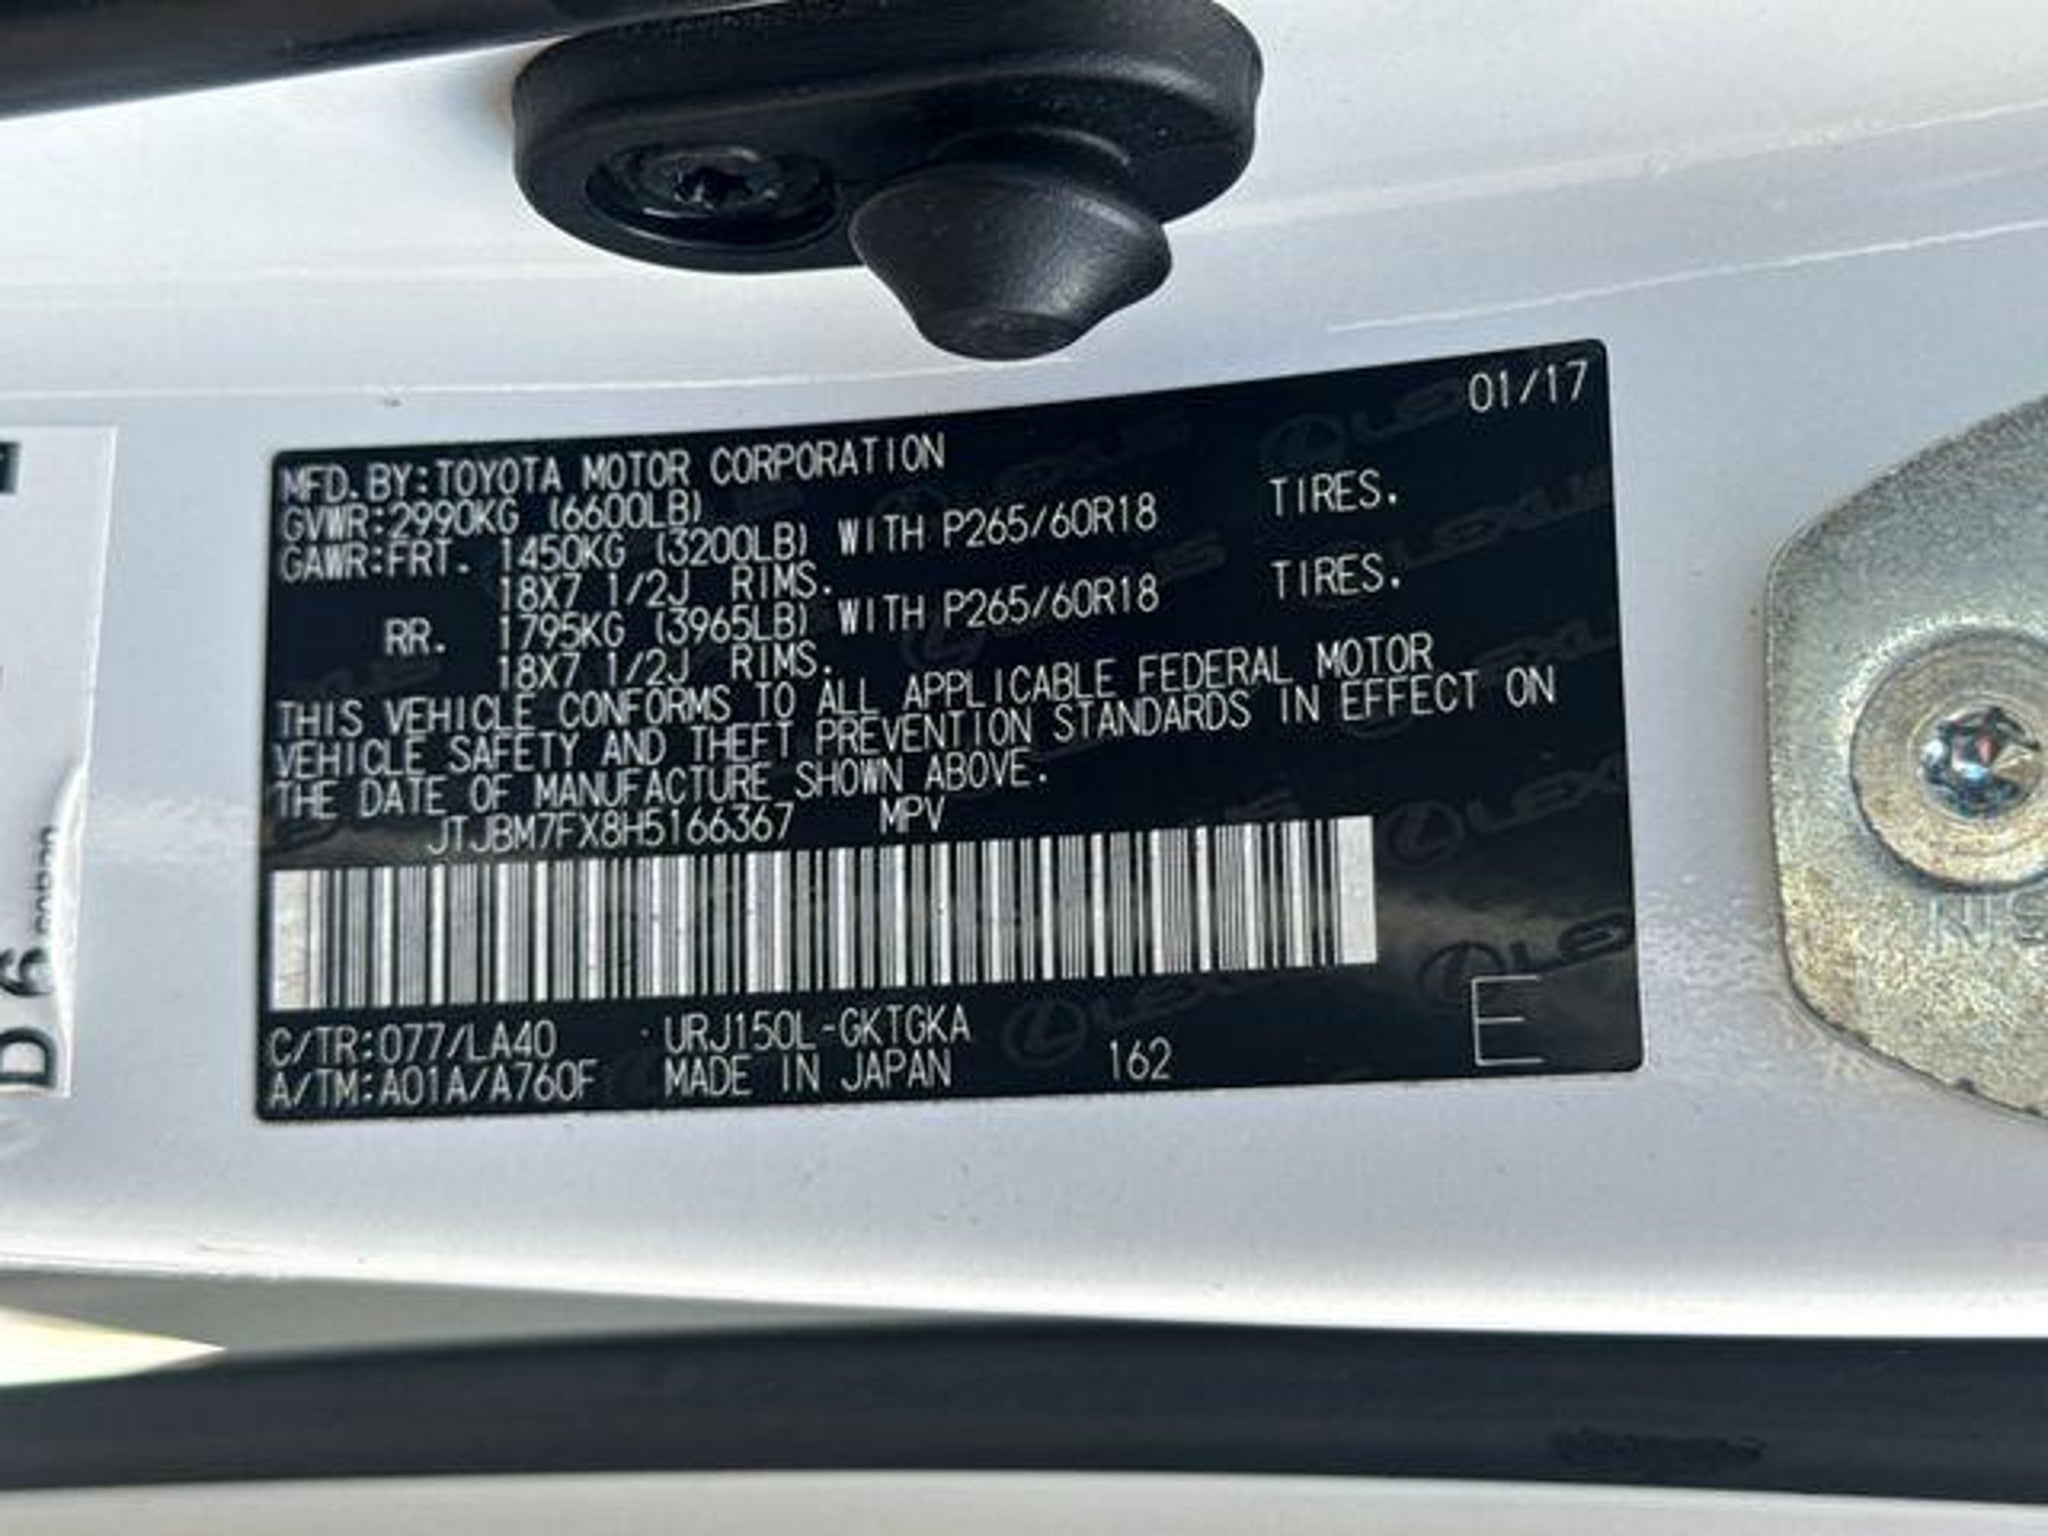 01/17
MFD. BY: TOYOTA MOTOR CORPORATION
GVWR: 2990KG (6600LB)
GAWR: FRT. 1450KG (3200LB) WITH P265/60R18 TIRES.
18X7 1/2J RIMS.
RR. 1795KG (3965LB) WITH P265/60R18 TIRES.
18X7 1/2J RIMS.
THIS VEHICLE CONFORMS TO ALL APPLICABLE FEDERAL MOTOR
VEHICLE SAFETY AND THEFT PREVENTION STANDARDS IN EFFECT ON
THE DATE OF MANUFACTURE SHOWN ABOVE.
JTJBM7FX8H5166367 MPV
C/TR: 077/LA40 URJ150L-GKTGKA
A/TM: A01A/A760F MADE IN JAPAN 162 E
LEXUS
D 6